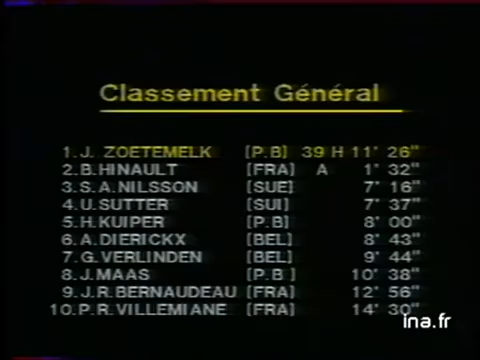 Classement Général
1. J. ZOETEMELK [P.B] 39 H 11' 26"
2. B. HINAULT [FRA] A 1' 32"
3. S. A. NILSSON [SUE] 7' 16"
4. U. SUTTER [SUI] 7' 37"
5. H. KUIPER [P.B] 8' 00"
6. A. DIERICKX [BEL] 8' 43"
7. G. VERLINDEN [BEL] 9' 44"
8. J. MAAS [P.B] 10' 38"
9. J. R. BERNAUDEAU [FRA] 12' 56"
10. P. R. VILLEMIANE [FRA] 14' 30"
ina.fr